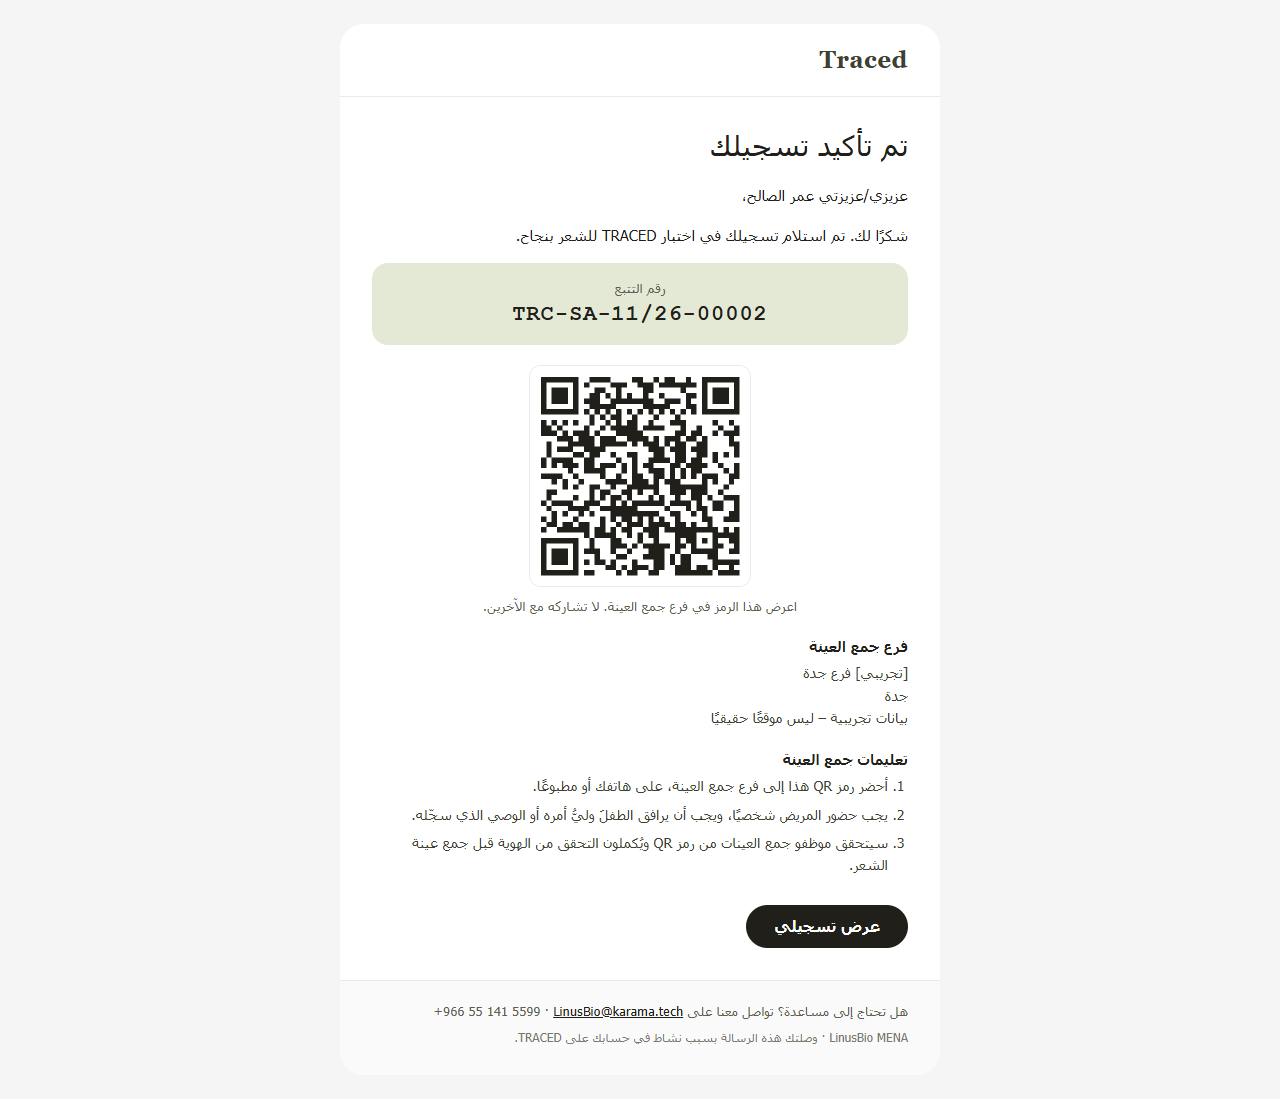 Traced
تم تأكيد تسجيلك
عزيزي/عزيزتي عمر الصالح،
شكرًا لك. تم استلام تسجيلك في اختبار TRACED للشعر بنجاح.
رقم التتبع
TRC-SA-11/26-00002
اعرض هذا الرمز في فرع جمع العينة. لا تشاركه مع الآخرين.
فرع جمع العينة
[تجريبي] فرع جدة
جدة
بيانات تجريبية – ليس موقعًا حقيقيًا
تعليمات جمع العينة
1. أحضر رمز QR هذا إلى فرع جمع العينة، على هاتفك أو مطبوعًا.
2. يجب حضور المريض شخصيًا، ويجب أن يرافق الطفلَ وليُّ أمره أو الوصي الذي سجّله.
3. سيتحقق موظفو جمع العينات من رمز QR ويُكملون التحقق من الهوية قبل جمع عينة
الشعر.
عرض تسجيلي
هل تحتاج إلى مساعدة؟ تواصل معنا على LinusBio@karama.tech · +966 55 141 5599
LinusBio MENA · وصلتك هذه الرسالة بسبب نشاط في حسابك على TRACED.